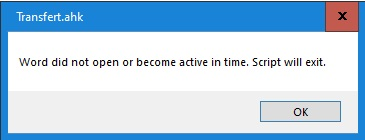 Transfert.ahk
x
Word did not open or become active in time. Script will exit.
OK